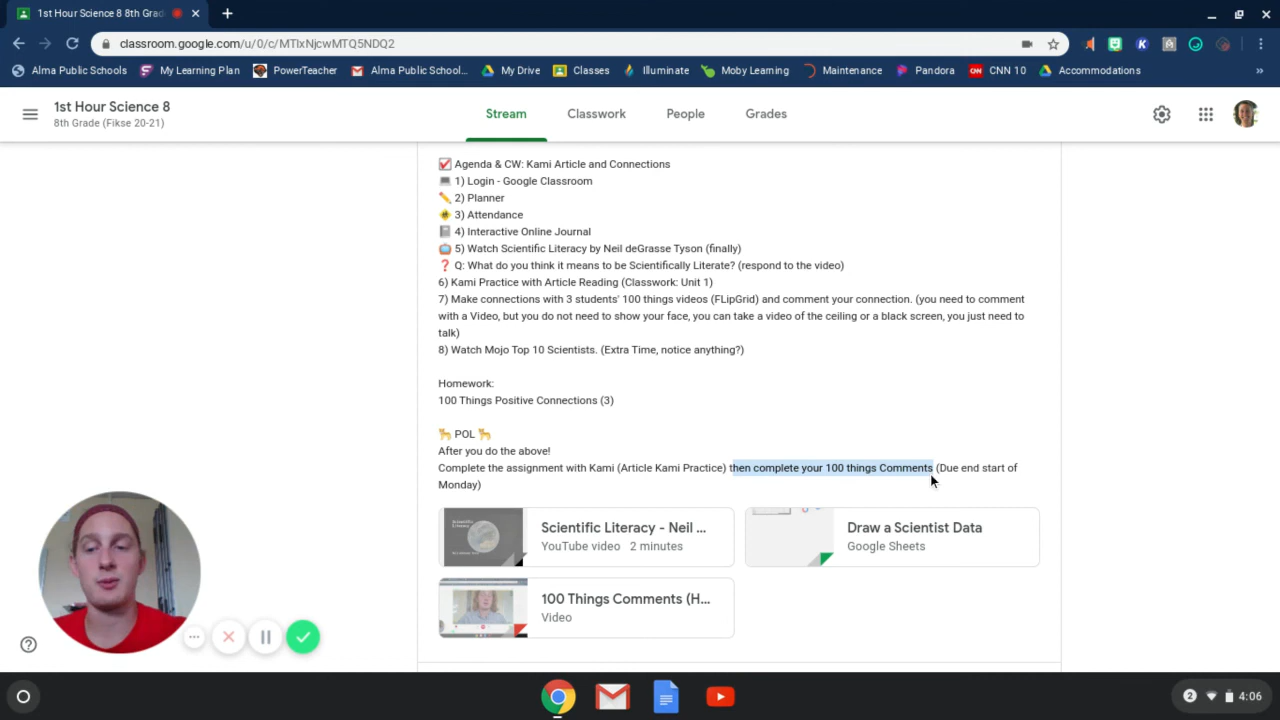 1st Hour Science 8 8th Grad
classroom.google.com/u/0/c/MTIxNjcwMTQ5NDQ2
Alma Public Schools
My Learning Plan
PowerTeacher
Alma Public School...
My Drive
Classes
Illuminate
Moby Learning
Maintenance
Pandora
CNN 10
Accommodations
»
1st Hour Science 8
8th Grade (Fikse 20-21)
Stream
Classwork
People
Grades
☑️ Agenda & CW: Kami Article and Connections
💻 1) Login - Google Classroom
✏️ 2) Planner
🚸 3) Attendance
📓 4) Interactive Online Journal
📺 5) Watch Scientific Literacy by Neil deGrasse Tyson (finally)
❓ Q: What do you think it means to be Scientifically Literate? (respond to the video)
6) Kami Practice with Article Reading (Classwork: Unit 1)
7) Make connections with 3 students' 100 things videos (FLipGrid) and comment your connection. (you need to comment
with a Video, but you do not need to show your face, you can take a video of the ceiling or a black screen, you just need to
talk)
8) Watch Mojo Top 10 Scientists. (Extra Time, notice anything?)
Homework:
100 Things Positive Connections (3)
🐆 POL 🐆
After you do the above!
Complete the assignment with Kami (Article Kami Practice) then complete your 100 things Comments (Due end start of
Monday)
Scientific Literacy - Neil ...
YouTube video 2 minutes
Draw a Scientist Data
Google Sheets
100 Things Comments (H...
Video
2
4:06